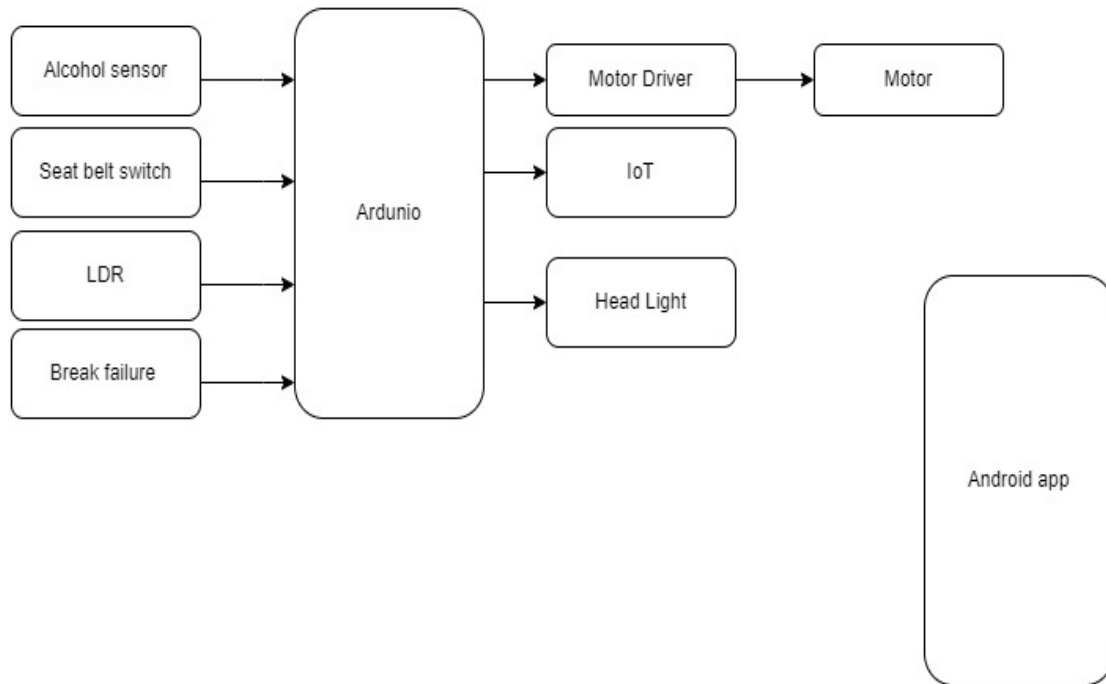 Alcohol sensor
Seat belt switch
LDR
Break failure
Ardunio
Motor Driver
Motor
IoT
Head Light
Android app